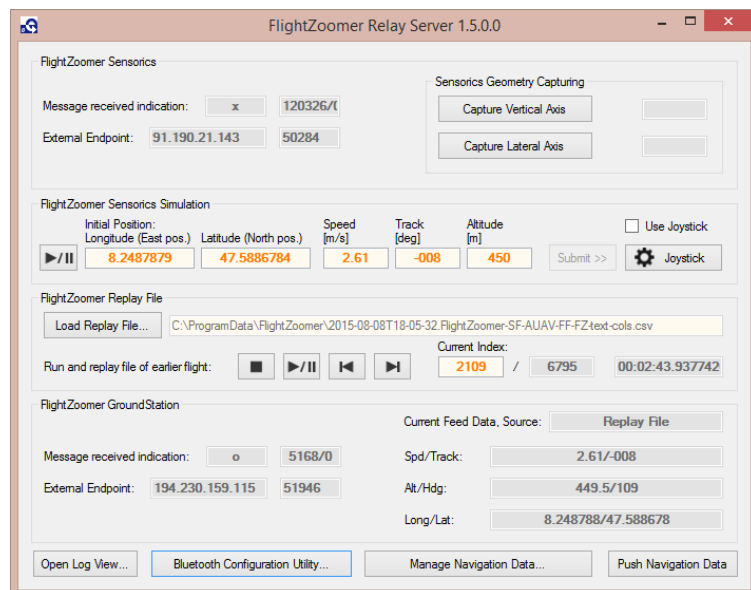 FlightZoomer Relay Server 1.5.0.0
FlightZoomer Sensorics
Sensorics Geometry Capturing
Message received indication: x 120326/(
Capture Vertical Axis
External Endpoint: 91.190.21.143 50284
Capture Lateral Axis
FlightZoomer Sensorics Simulation
Initial Position:
Longitude (East pos.) Latitude (North pos.) Speed [m/s] Track [deg] Altitude [m]
Use Joystick
8.2487879 47.5886784 2.61 -008 450 Submit >> Joystick
FlightZoomer Replay File
Load Replay File... C:\ProgramData\FlightZoomer\2015-08-08T18-05-32.FlightZoomer-SF-AUAV-FF-FZ-text-cols.csv
Current Index:
Run and replay file of earlier flight: 2109 / 6795 00:02:43.937742
FlightZoomer GroundStation
Current Feed Data, Source: Replay File
Message received indication: o 5168/0 Spd/Track: 2.61/-008
External Endpoint: 194.230.159.115 51946 Alt/Hdg: 449.5/109
Long/Lat: 8.248788/47.588678
Open Log View... Bluetooth Configuration Utility... Manage Navigation Data... Push Navigation Data